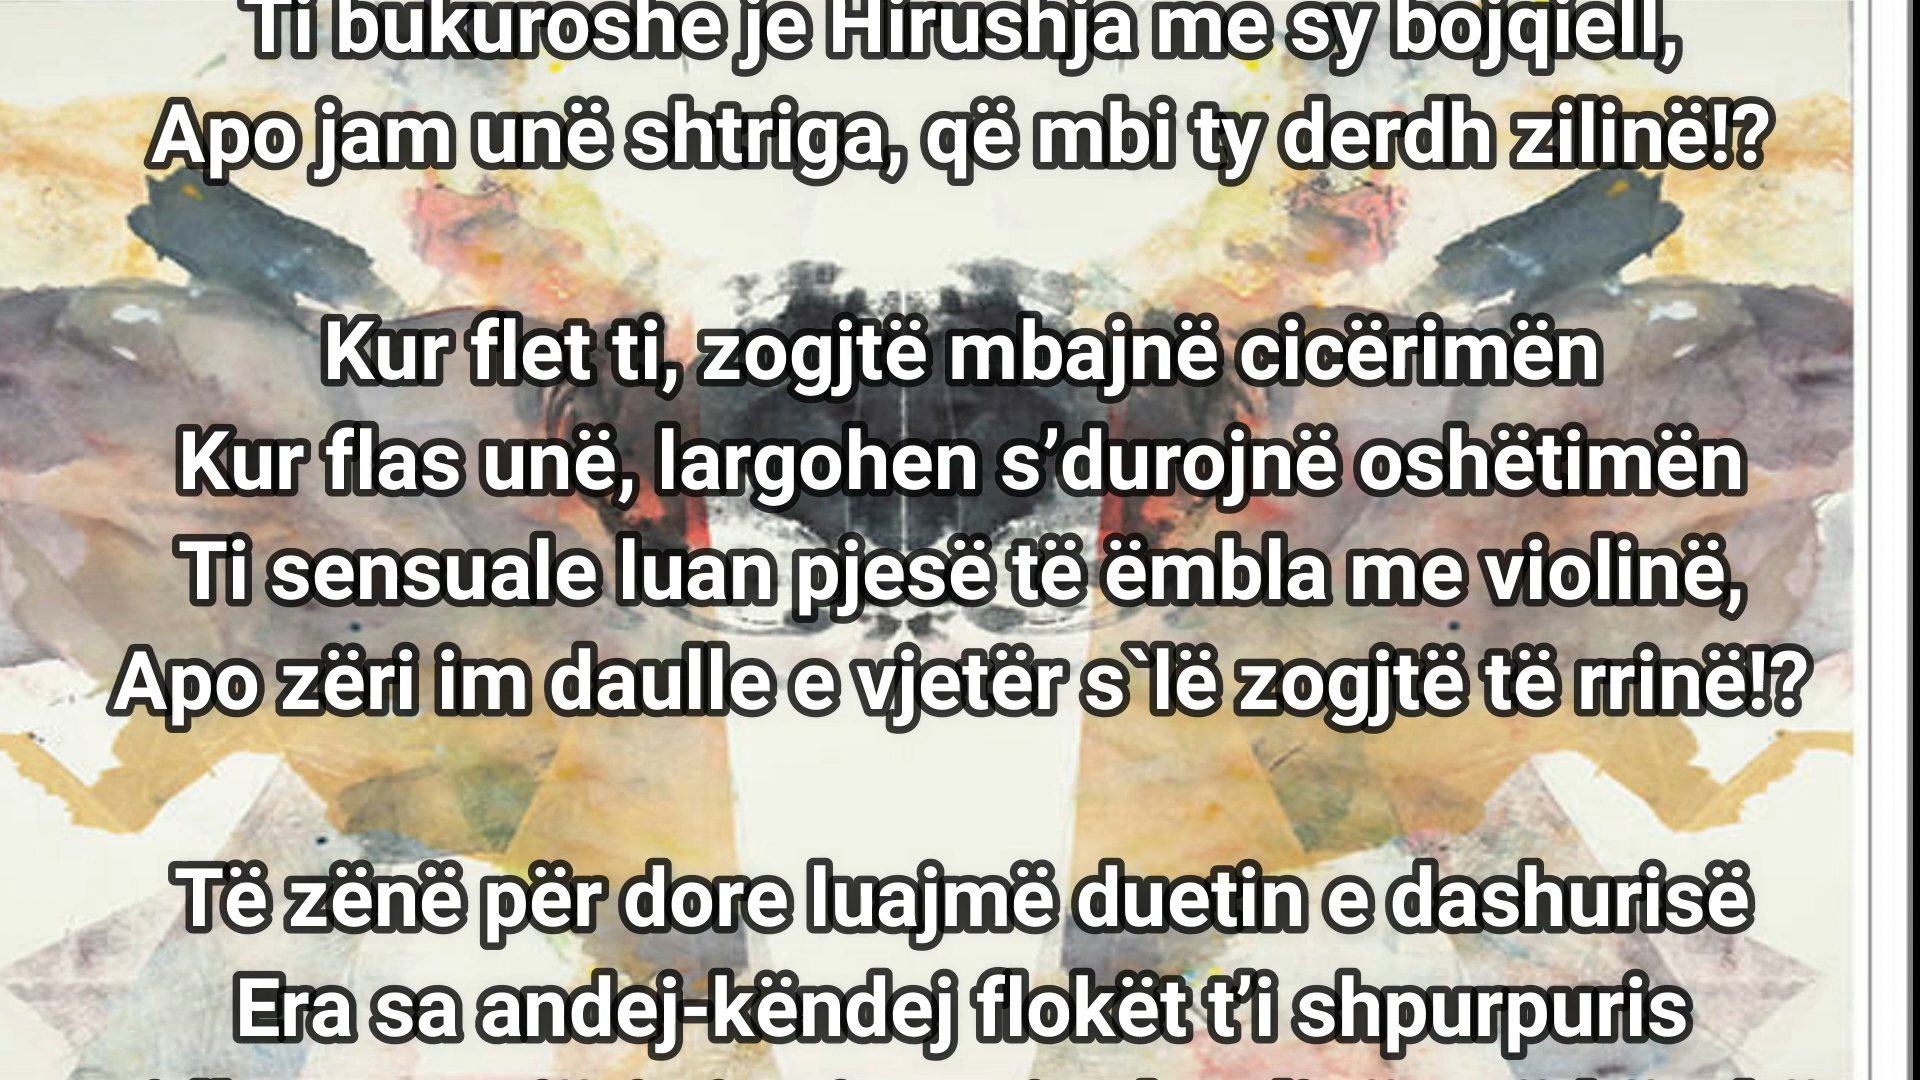 Ti bukuroshe je Hirushja me sy bojqiell,
Apo jam unë shtriga, që mbi ty derdh zilinë!?
Kur flet ti, zogjtë mbajnë cicërimën
Kur flas unë, largohen s’durojnë oshëtimën
Ti sensuale luan pjesë të ëmbla me violinë,
Apo zëri im daulle e vjetër s`lë zogjtë të rrinë!?
Të zënë për dore luajmë duetin e dashurisë
Era sa andej-këndej flokët t’i shpurpuris